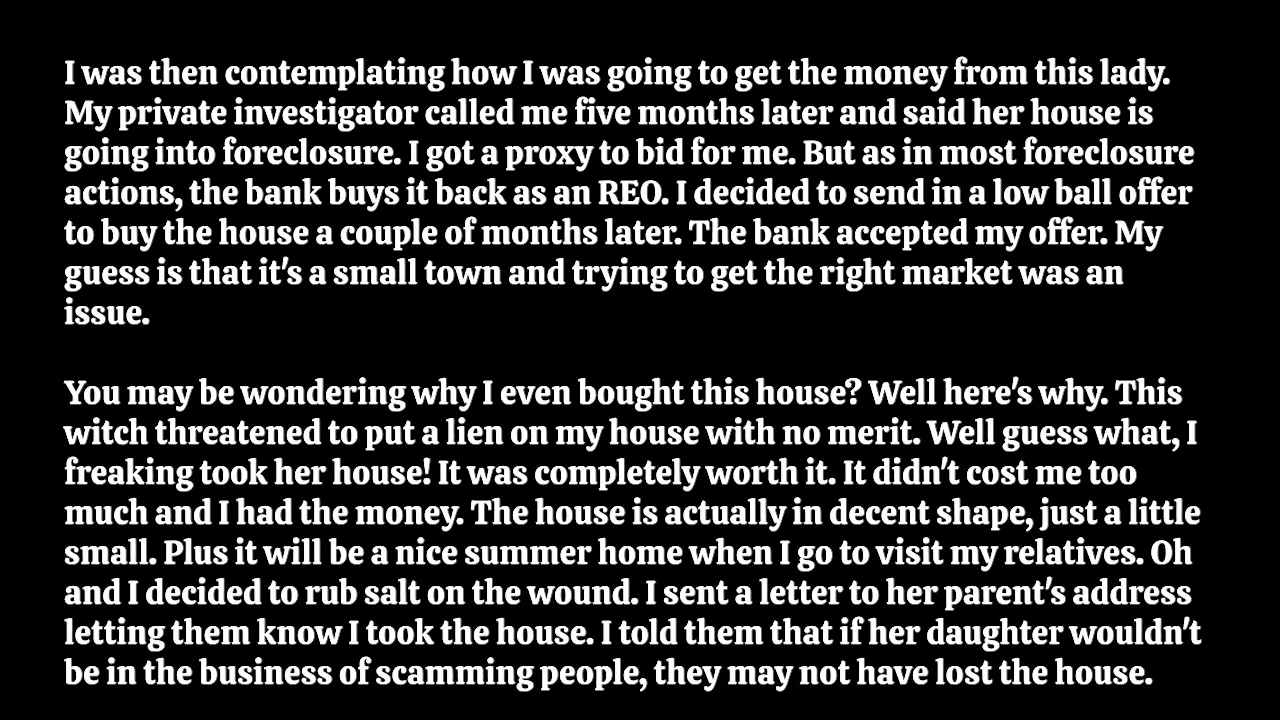 I was then contemplating how I was going to get the money from this lady.
My private investigator called me five months later and said her house is
going into foreclosure. I got a proxy to bid for me. But as in most foreclosure
actions, the bank buys it back as an REO. I decided to send in a low ball offer
to buy the house a couple of months later. The bank accepted my offer. My
guess is that it's a small town and trying to get the right market was an
issue.
You may be wondering why I even bought this house? Well here's why. This
witch threatened to put a lien on my house with no merit. Well guess what, I
freaking took her house! It was completely worth it. It didn't cost me too
much and I had the money. The house is actually in decent shape, just a little
small. Plus it will be a nice summer home when I go to visit my relatives. Oh
and I decided to rub salt on the wound. I sent a letter to her parent's address
letting them know I took the house. I told them that if her daughter wouldn't
be in the business of scamming people, they may not have lost the house.